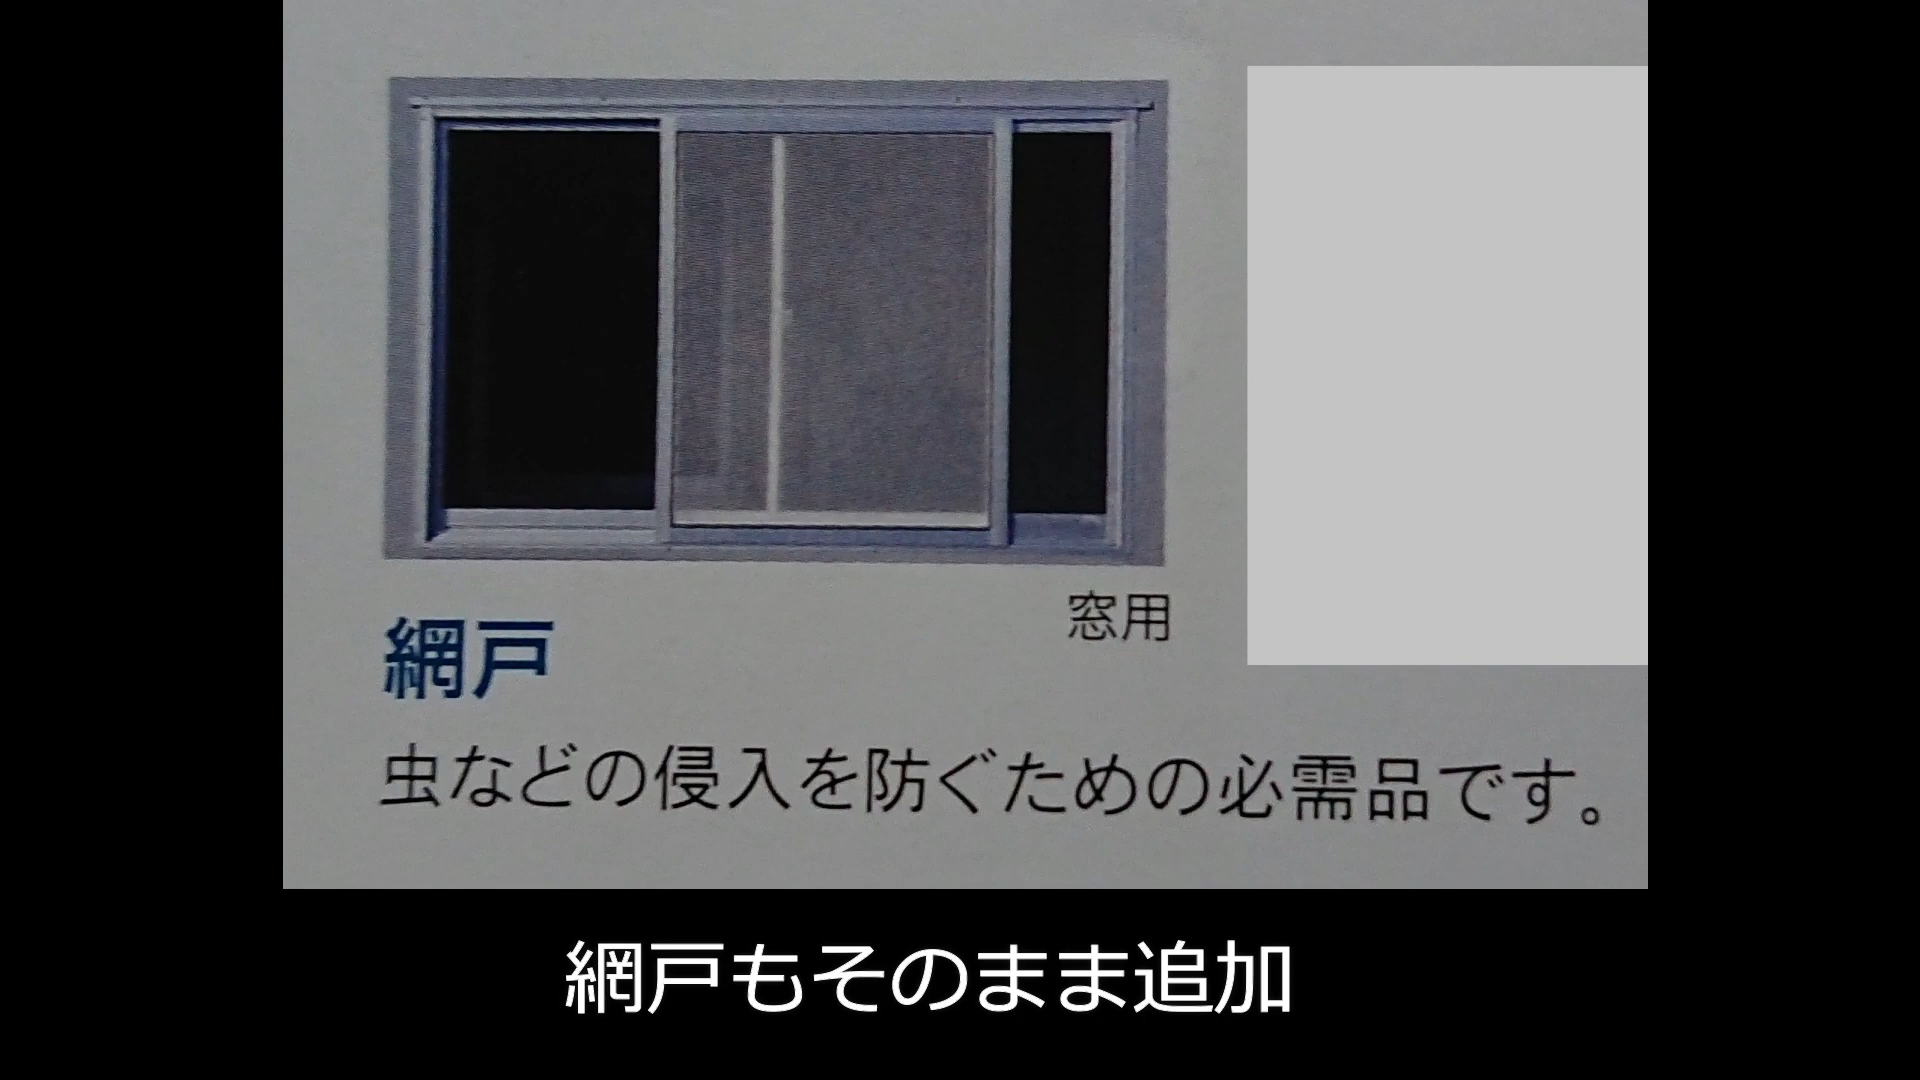 窓用
網戸
虫などの侵入を防ぐための必需品です。
網戸もそのまま追加